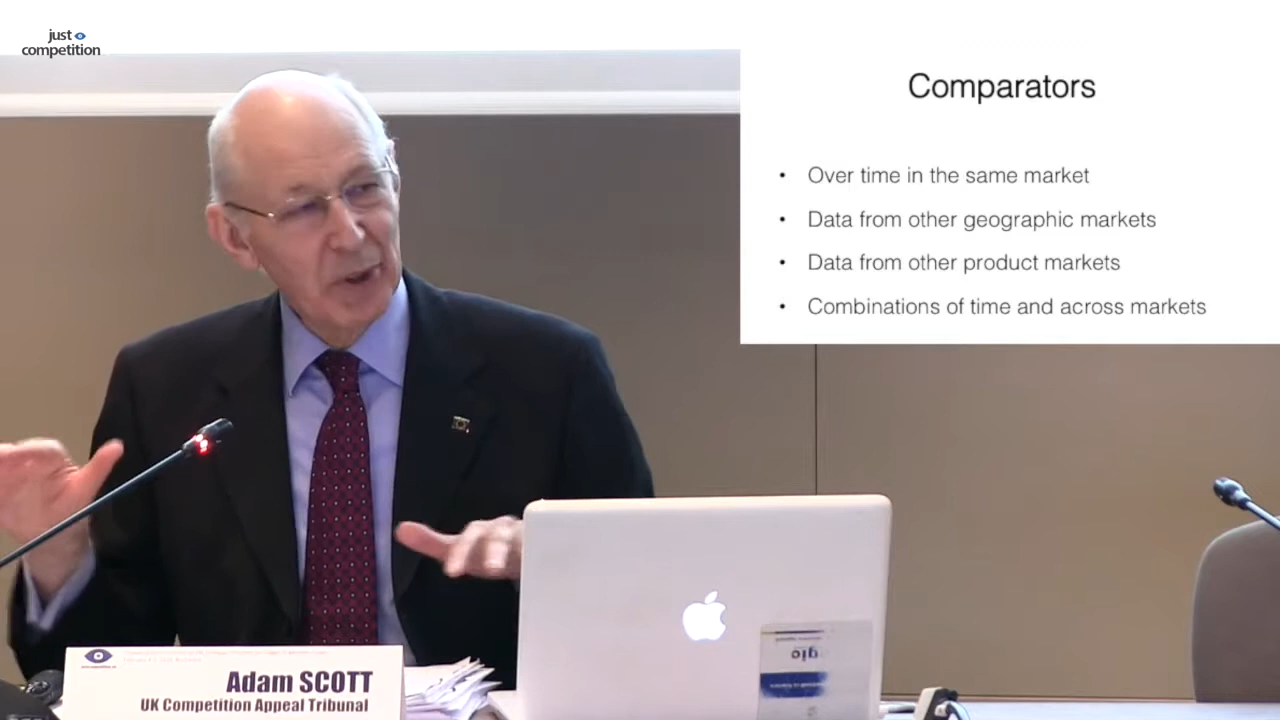 just
competition
Comparators
• Over time in the same market
• Data from other geographic markets
• Data from other product markets
• Combinations of time and across markets
Adam SCOTT
UK Competition Appeal Tribunal